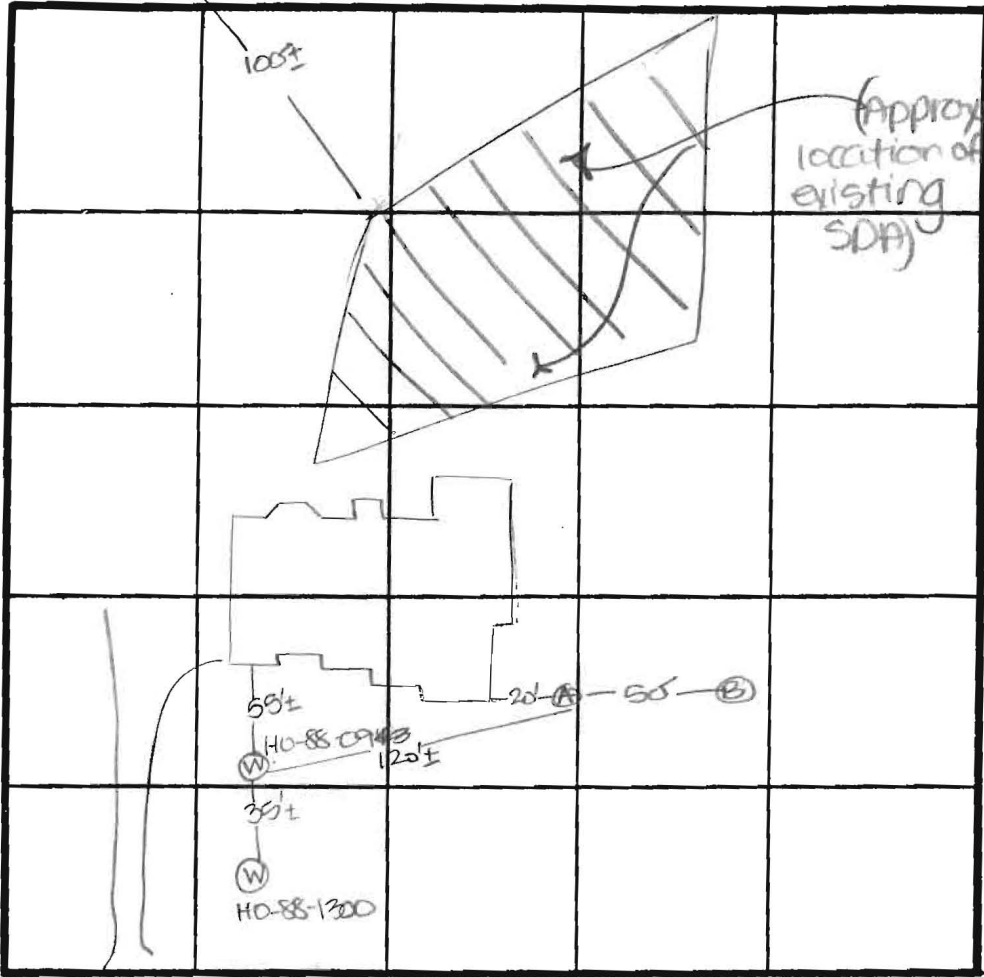 100'±
(Approx
location of
existing
SDA)
55'±
20'
A
50'
B
W
120'±
35'±
W
HO-88-1300